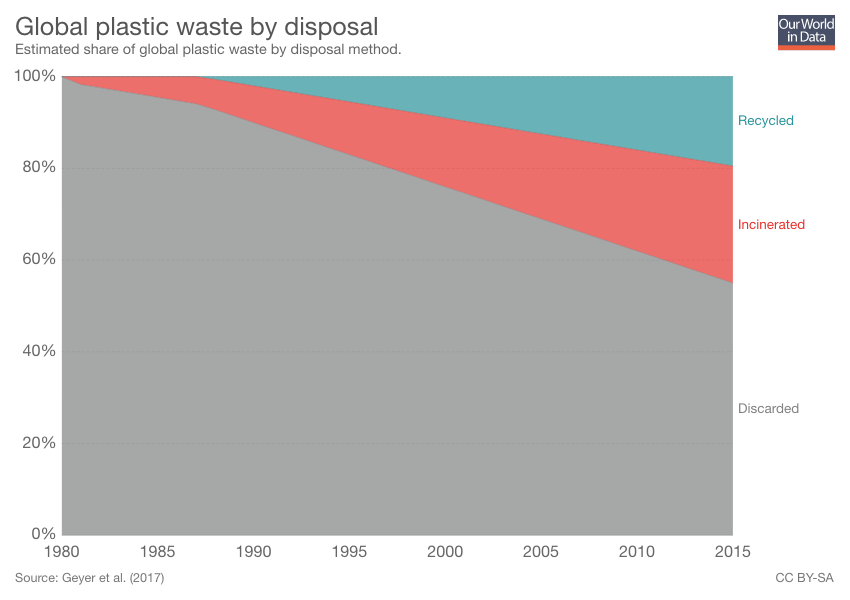 Global plastic waste by disposal
Estimated share of global plastic waste by disposal method.
Our World
in Data
100%
80%
60%
40%
20%
0%
Recycled
Incinerated
Discarded
1980 1985 1990 1995 2000 2005 2010 2015
Source: Geyer et al. (2017)
CC BY-SA